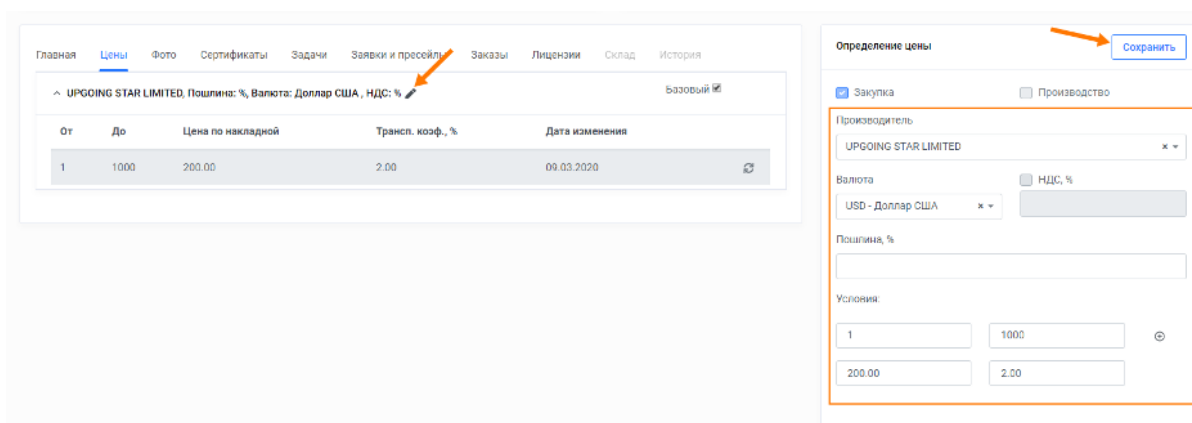 Главная Цены Фото Сертификаты Задачи Заявки и пресейлы Заказы Лицензии Склад История
UPGOING STAR LIMITED, Пошлина: %, Валюта: Доллар США , НДС: % Базовый
От До Цена по накладной Трансп. коэф., % Дата изменения
1 1000 200.00 2.00 09.03.2020
Определение цены Сохранить
Закупка Производство
Производитель
UPGOING STAR LIMITED
Валюта НДС, %
USD - Доллар США
Пошлина, %
Условия:
1 1000
200.00 2.00